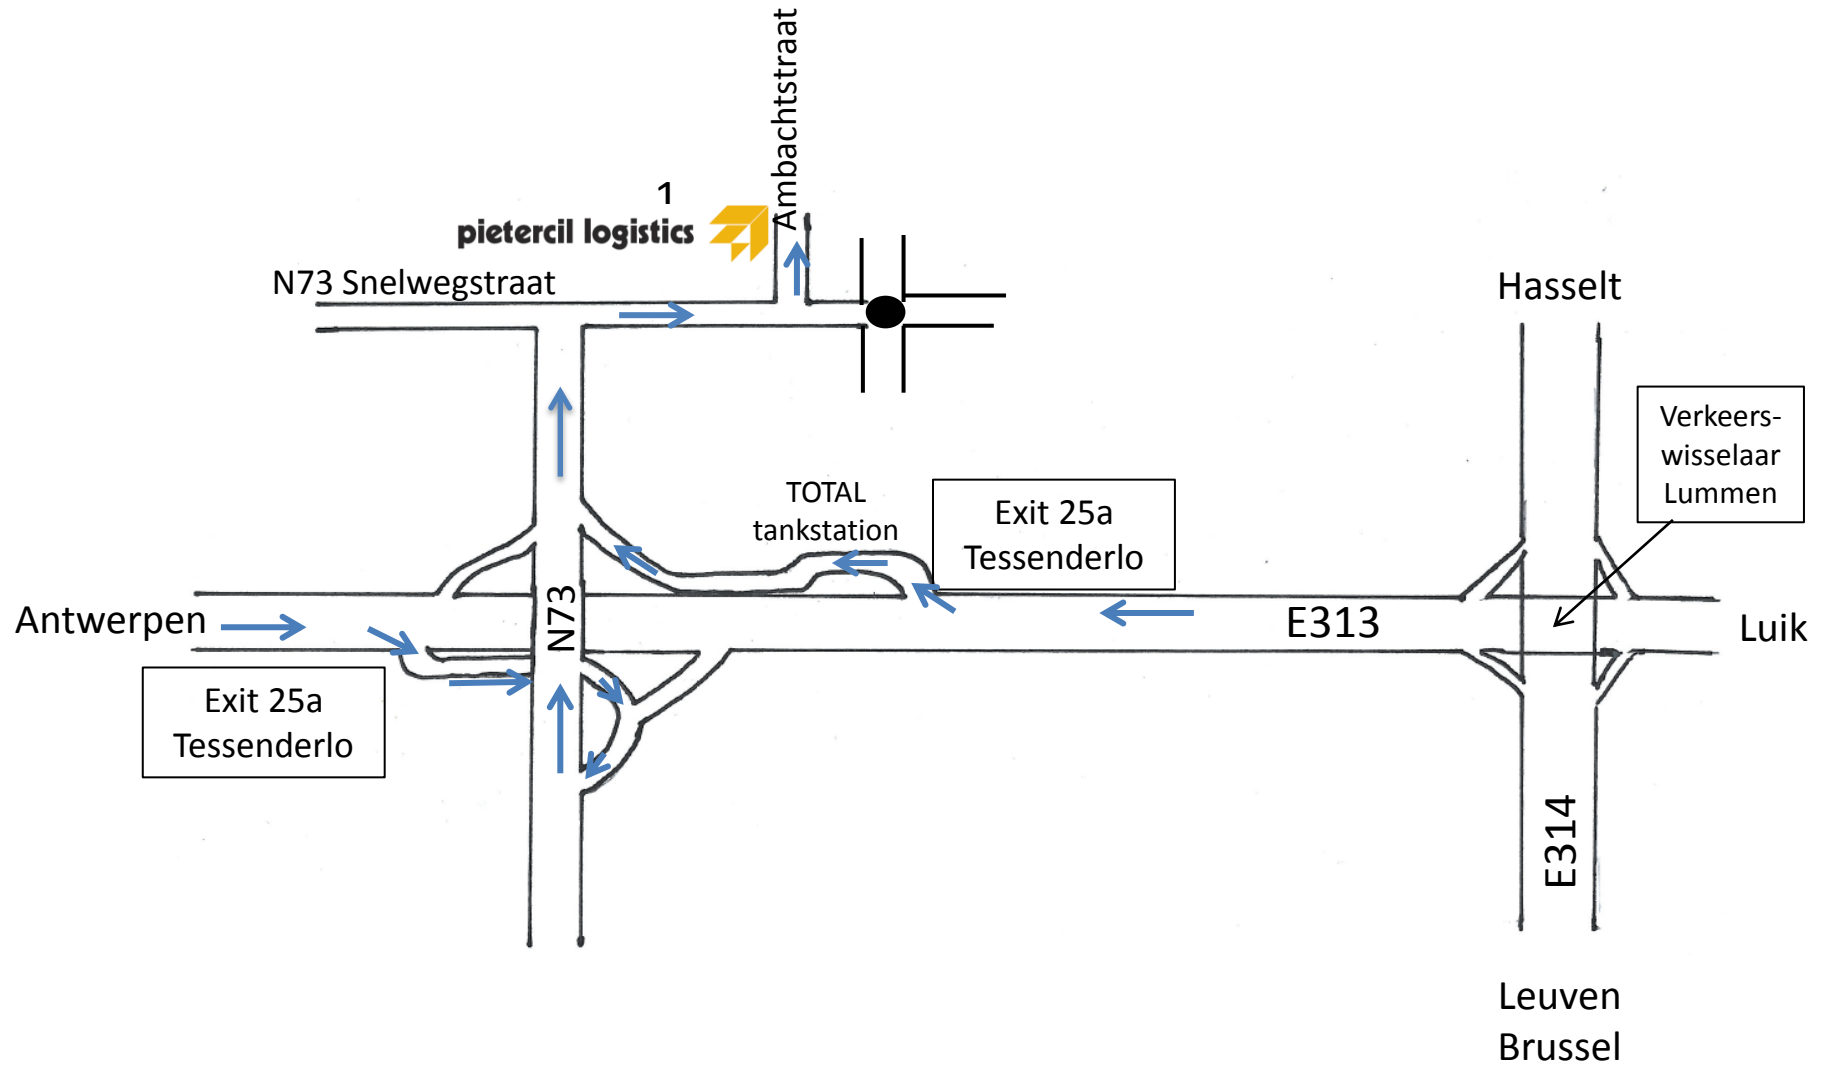 Ambachtstraat
1
pietercil logistics
N73 Snelwegstraat
Hasselt
Verkeers-
wisselaar
Lummen
TOTAL
tankstation
Exit 25a
Tessenderlo
Antwerpen
N73
E313
Luik
Exit 25a
Tessenderlo
E314
Leuven
Brussel